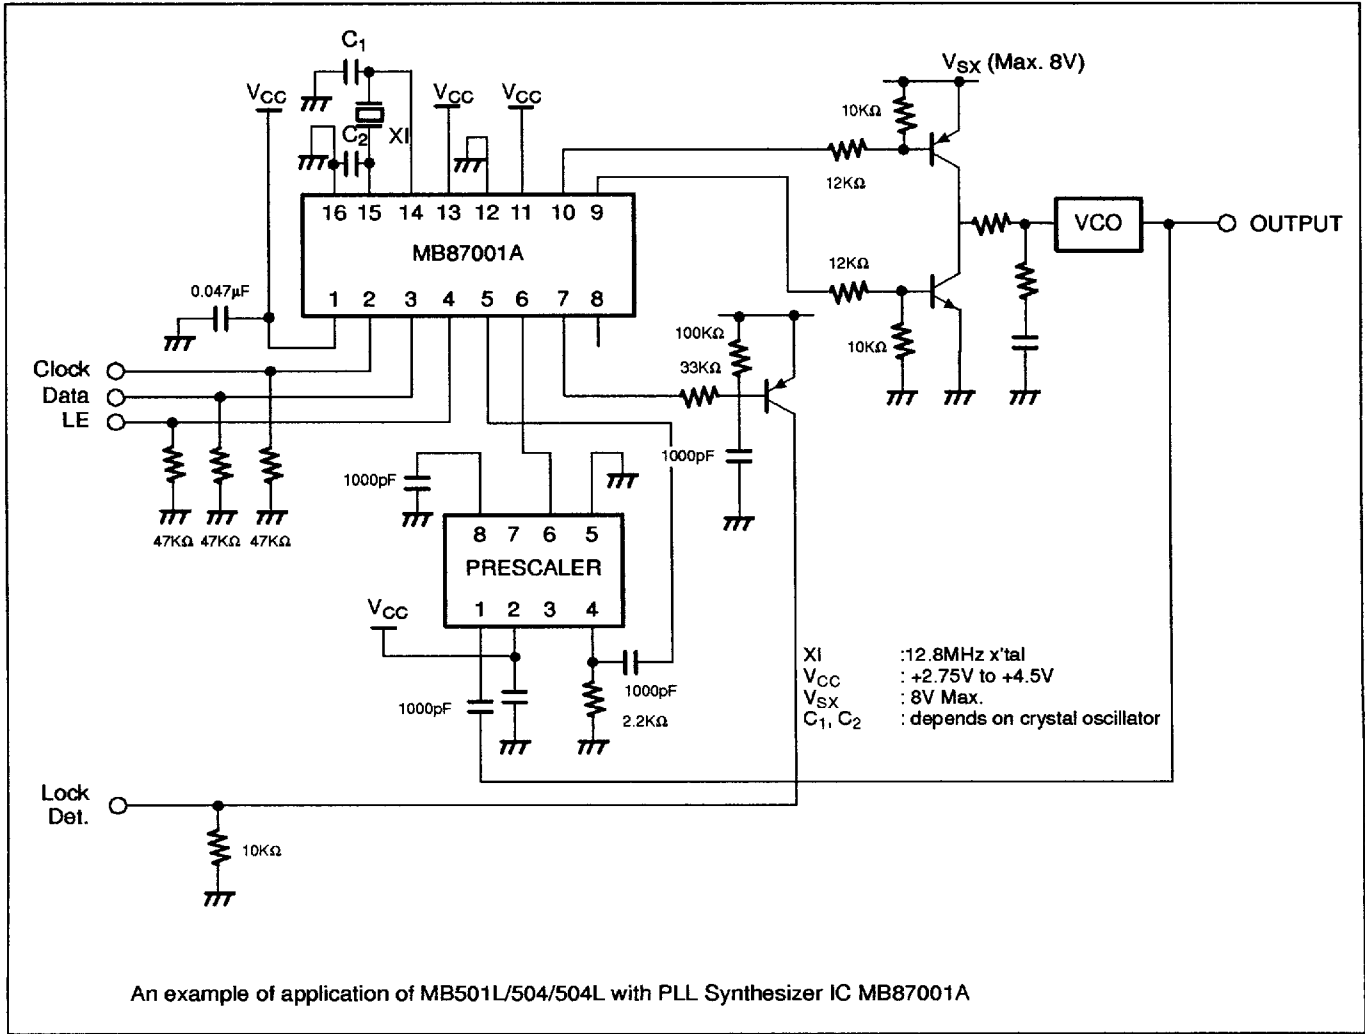 C1
VCC
VCC
VCC
VSX (Max. 8V)
10KΩ
C2
XI
12KΩ
16 15 14 13 12 11 10 9
MB87001A
1 2 3 4 5 6 7 8
VCO
OUTPUT
12KΩ
0.047μF
10KΩ
100KΩ
33KΩ
Clock
Data
LE
1000pF
1000pF
47KΩ 47KΩ 47KΩ
8 7 6 5
PRESCALER
1 2 3 4
VCC
1000pF
1000pF
2.2KΩ
XI :12.8MHz x'tal
VCC : +2.75V to +4.5V
VSX : 8V Max.
C1, C2 : depends on crystal oscillator
Lock
Det.
10KΩ
An example of application of MB501L/504/504L with PLL Synthesizer IC MB87001A